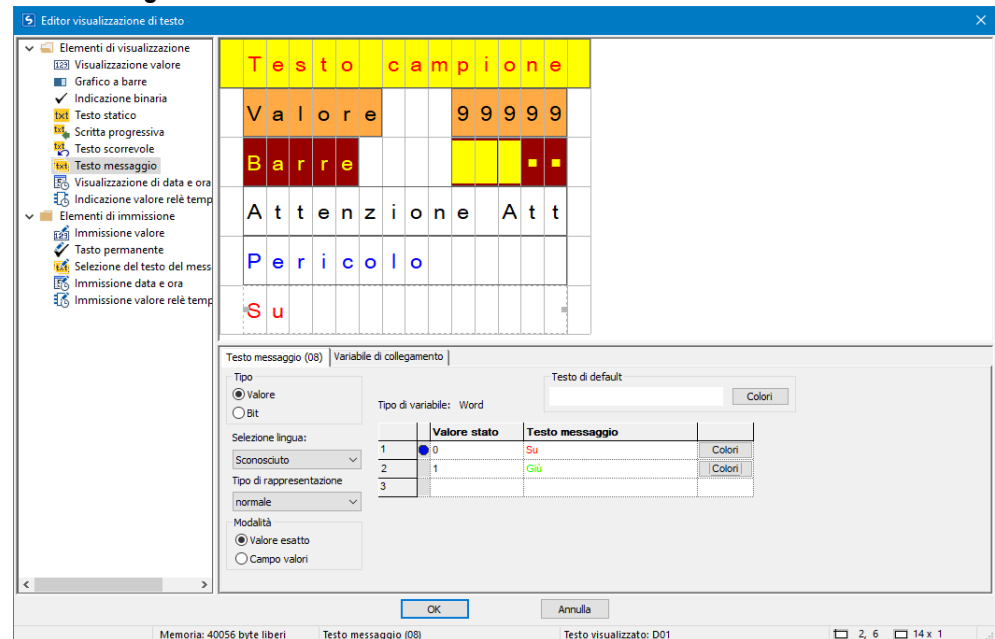 Editor visualizzazione di testo
Elementi di visualizzazione
Visualizzazione valore
Grafico a barre
Indicazione binaria
Testo statico
Scritta progressiva
Testo scorrevole
Testo messaggio
Visualizzazione di data e ora
Indicazione valore relè temp
Elementi di immissione
Immissione valore
Tasto permanente
Selezione del testo del mess
Immissione data e ora
Immissione valore relè temp
Testo campione
Valore 99999
Barre
Attenzione Att
Pericolo
Su
Testo messaggio (08) Variabile di collegamento
Tipo
Valore
Bit
Selezione lingua:
Sconosciuto
Tipo di rappresentazione
normale
Modalità
Valore esatto
Campo valori
Tipo di variabile: Word
Testo di default
Colori
Valore stato Testo messaggio
1 0 Su Colori
2 1 Giù Colori
3
OK Annulla
Memoria: 40056 byte liberi Testo messaggio (08) Testo visualizzato: D01 2, 6 14 x 1